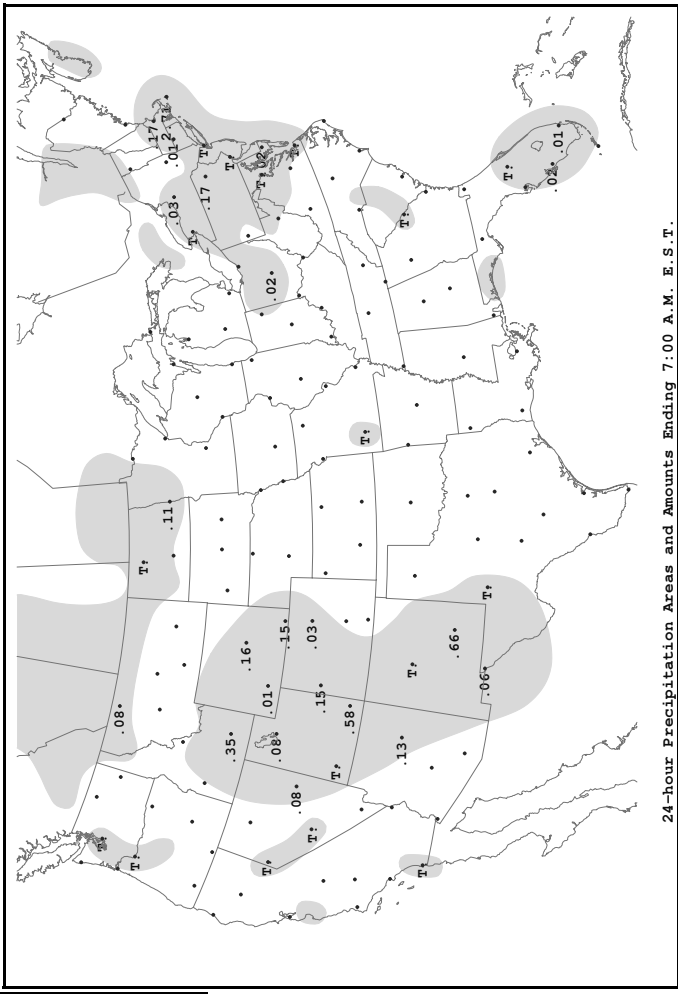 .08
.11
T
.16
.15
.01
.03
.15
.35
.08
.58
T
.08
.13
T
.66
.06
T
T
T
T
T
T
.02
T
.03
.17
.01
.17
T
T
.02
T
T
T
.01
.02
24-hour Precipitation Areas and Amounts Ending 7:00 A.M. E.S.T.